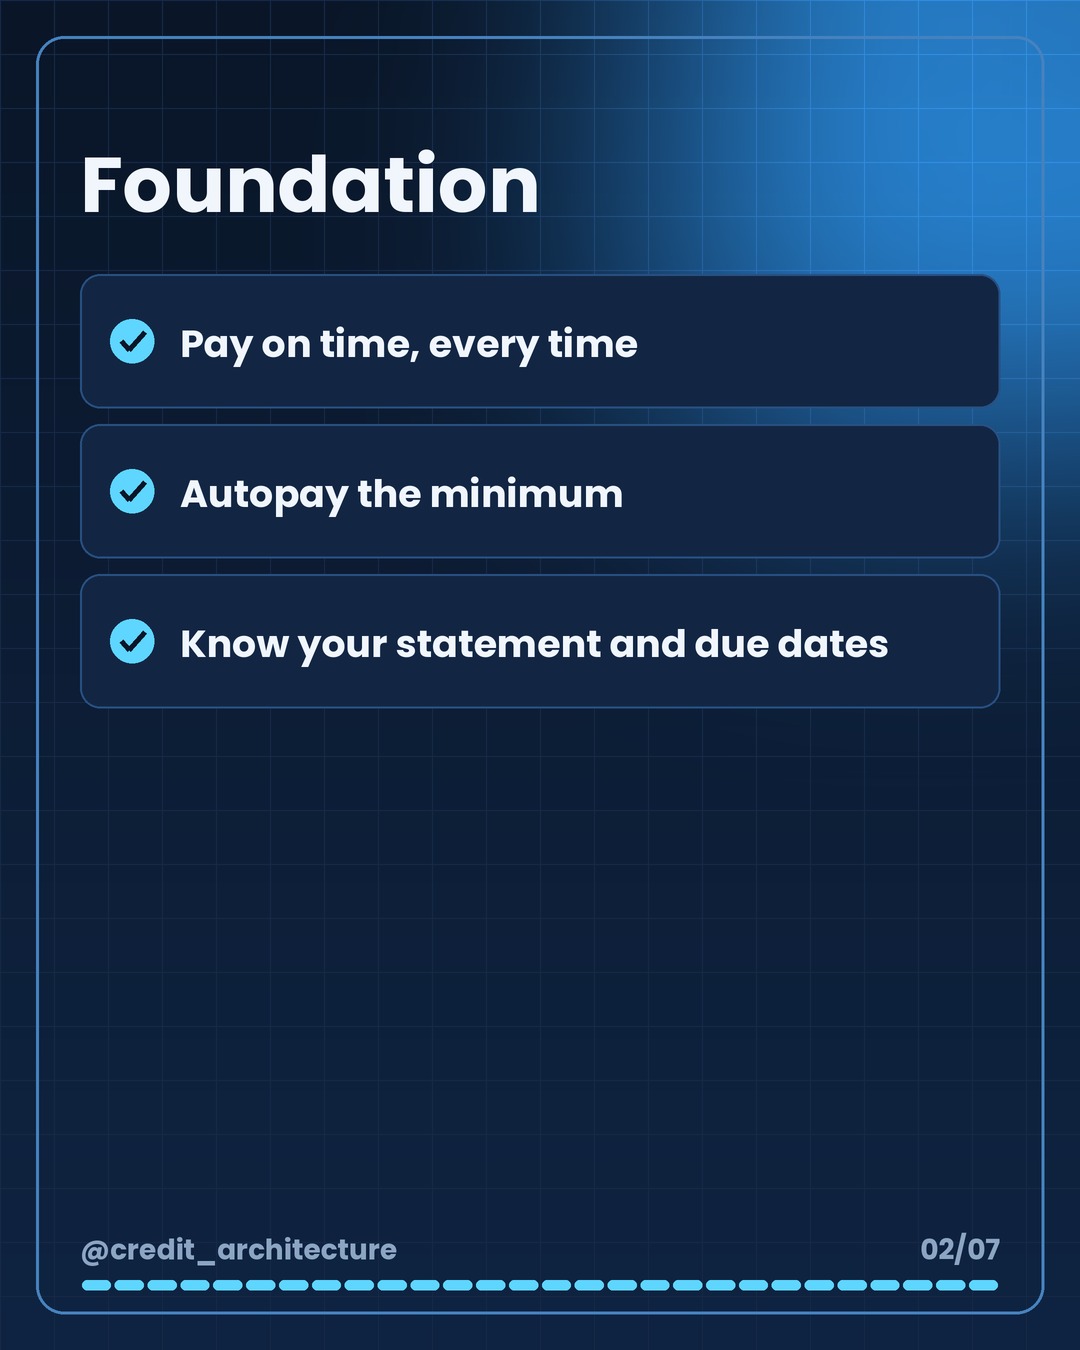 Foundation
Pay on time, every time
Autopay the minimum
Know your statement and due dates
@credit_architecture
02/07